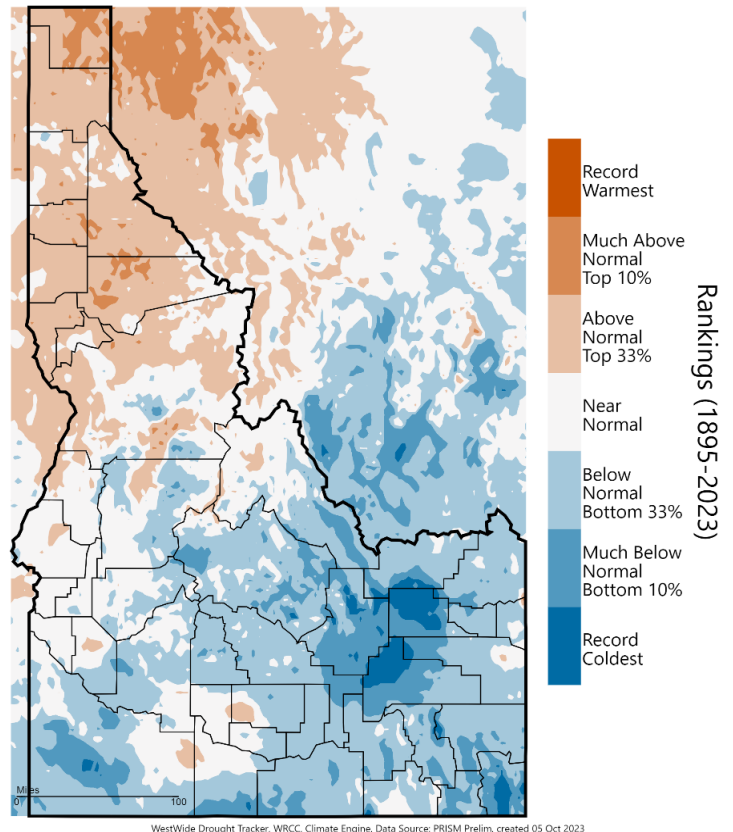 Record
Warmest
Much Above
Normal
Top 10%
Above
Normal
Top 33%
Near
Normal
Below
Normal
Bottom 33%
Much Below
Normal
Bottom 10%
Record
Coldest
Rankings (1895-2023)
Miles
0 100
WestWide Drought Tracker, WRCC, Climate Engine, Data Source: PRISM Prelim, created 05 Oct 2023